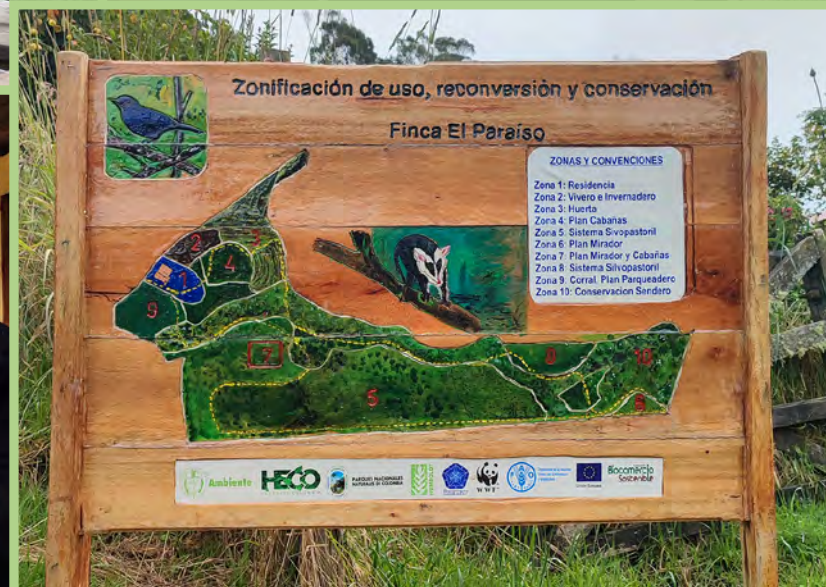 Zonificación de uso, reconversión y conservación
Finca El Paraíso
ZONAS Y CONVENCIONES
Zona 1: Residencia
Zona 2: Vivero e Invernadero
Zona 3: Huerta
Zona 4: Plan Cabañas
Zona 5: Sistema Sivopastoril
Zona 6: Plan Mirador
Zona 7: Plan Mirador y Cabañas
Zona 8: Sistema Silvopastoril
Zona 9: Corral, Plan Parqueadero
Zona 10: Conservacion Sendero
2
3
4
1
9
7
8
10
5
6
Ambiente
HECO
PARQUES NACIONALES
NATURALES DE COLOMBIA
HUMBOLDT
WWF
FAO
Biocomercio
Sostenible